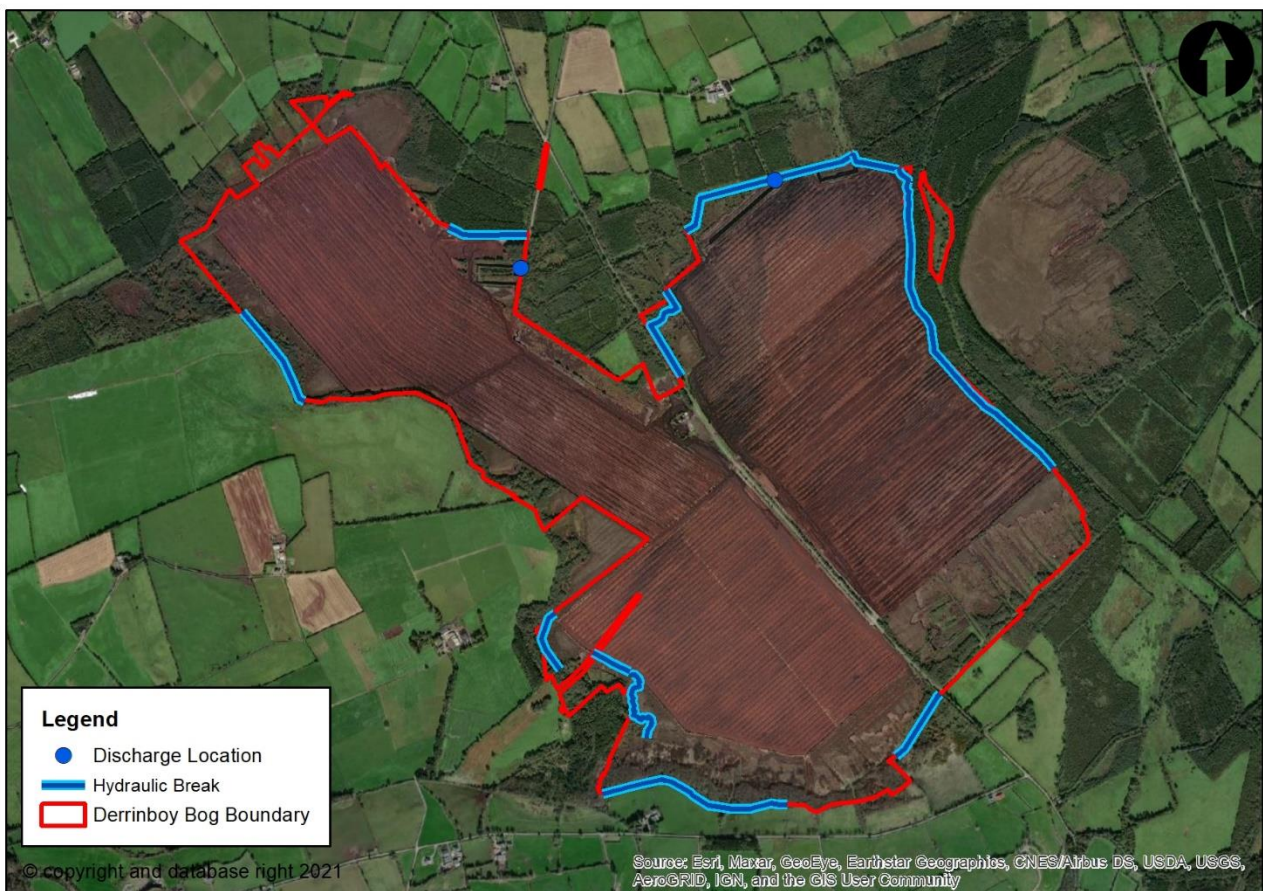 Legend
Discharge Location
Hydraulic Break
Derrinboy Bog Boundary
© copyright and database right 2021
Source: Esri, Maxar, GeoEye, Earthstar Geographics, CNES/Airbus DS, USDA, USGS,
AeroGRID, IGN, and the GIS User Community